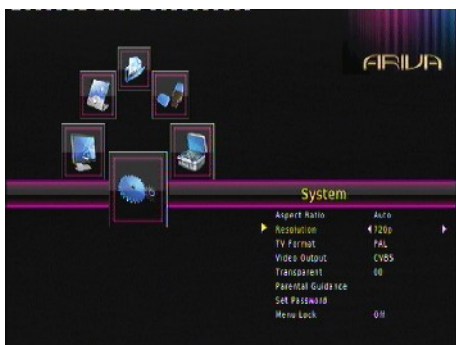 ARIVA
System
Aspect Ratio Auto
Resolution 720p
TV Format PAL
Video Output CVBS
Transparent 00
Parental Guidance
Set Password
Menu Lock Off